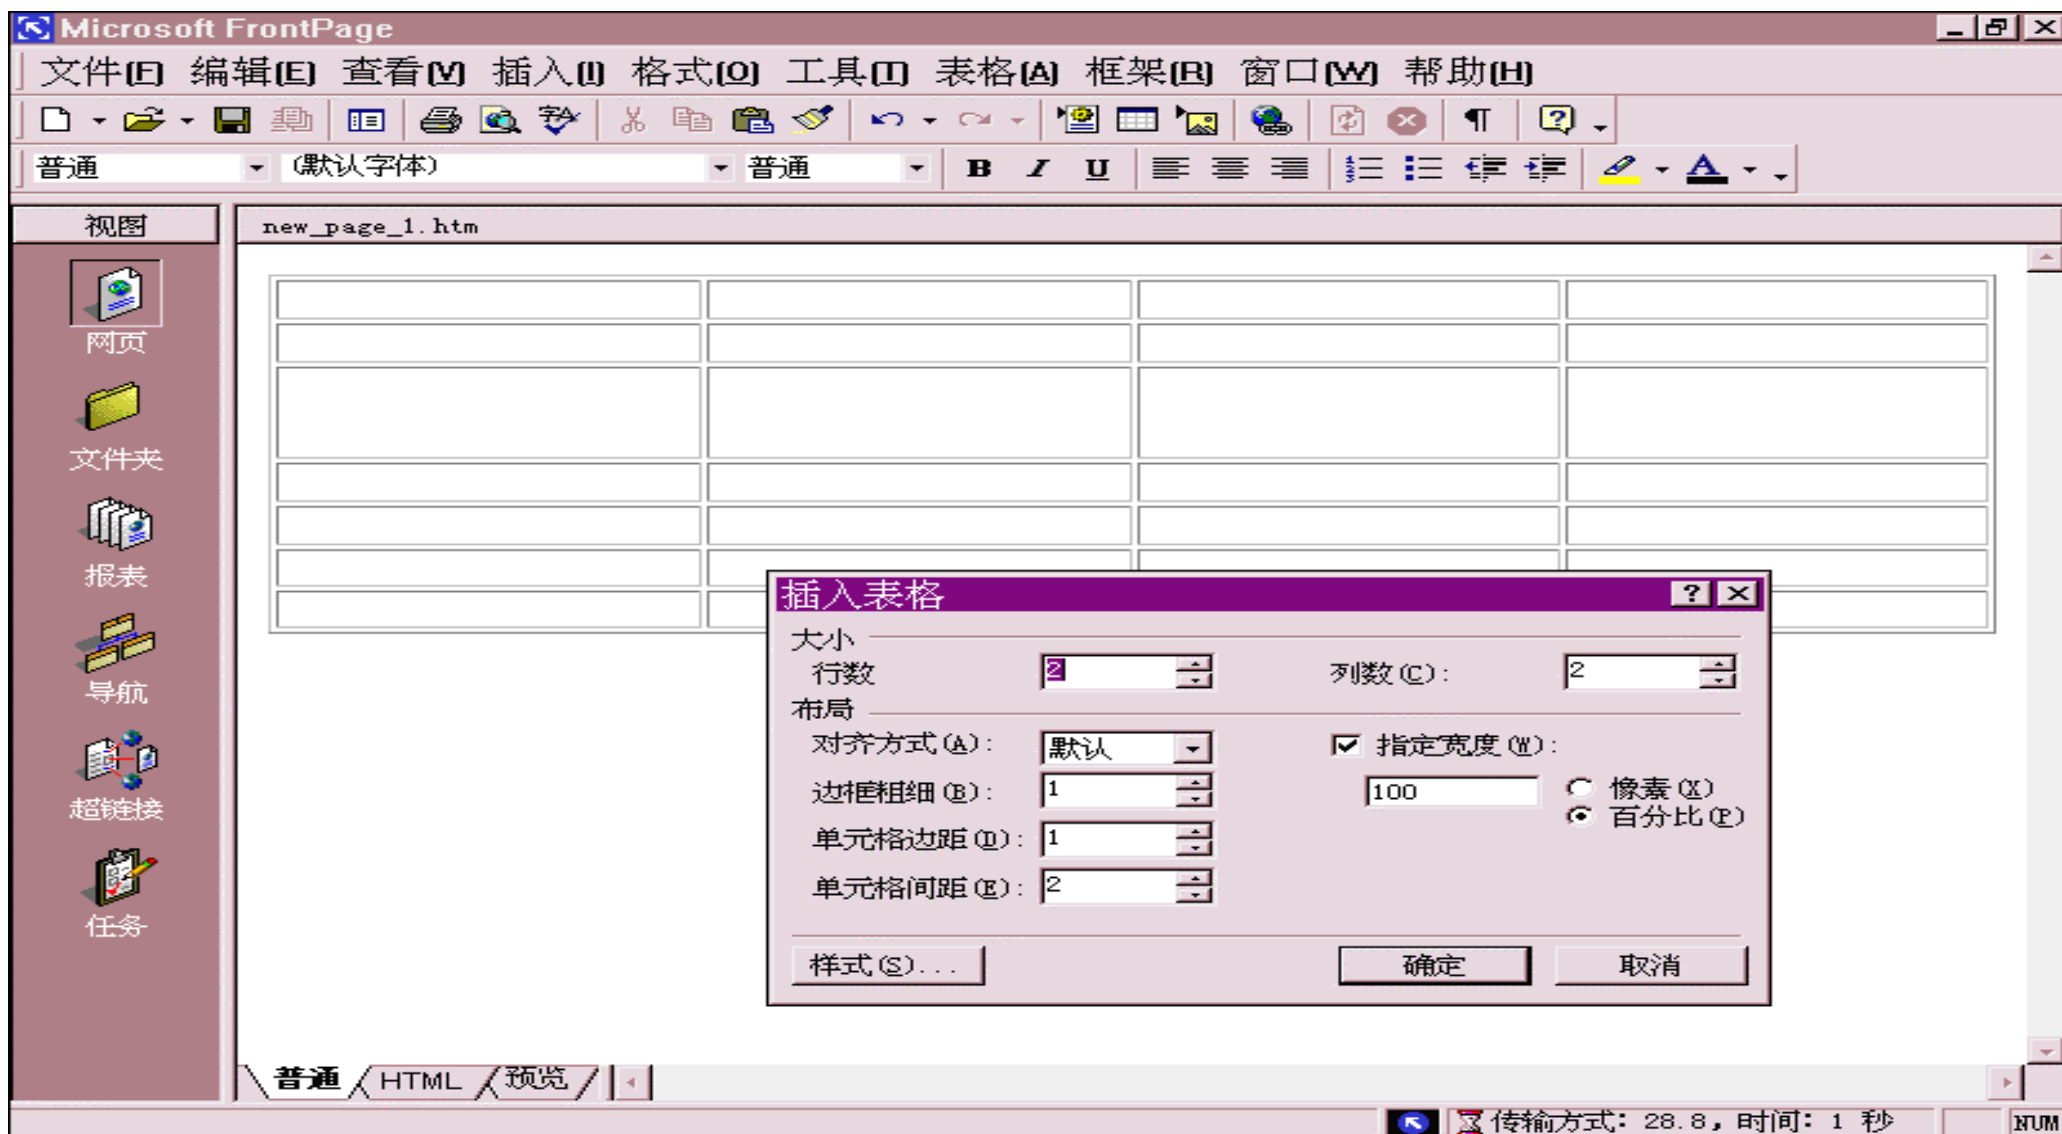 Microsoft FrontPage
文件(F) 编辑(E) 查看(V) 插入(I) 格式(O) 工具(T) 表格(A) 框架(R) 窗口(W) 帮助(H)
普通 (默认字体) 普通 B I U A
视图 new_page_1.htm
网页
文件夹
报表
导航
超链接
任务
插入表格
大小
行数 2 列数(C): 2
布局
对齐方式(A): 默认 指定宽度(W):
边框粗细(B): 1 100 像素(X)
百分比(P)
单元格边距(D): 1
单元格间距(E): 2
样式(S)... 确定 取消
普通 HTML 预览
传输方式: 28.8, 时间: 1 秒 NUM